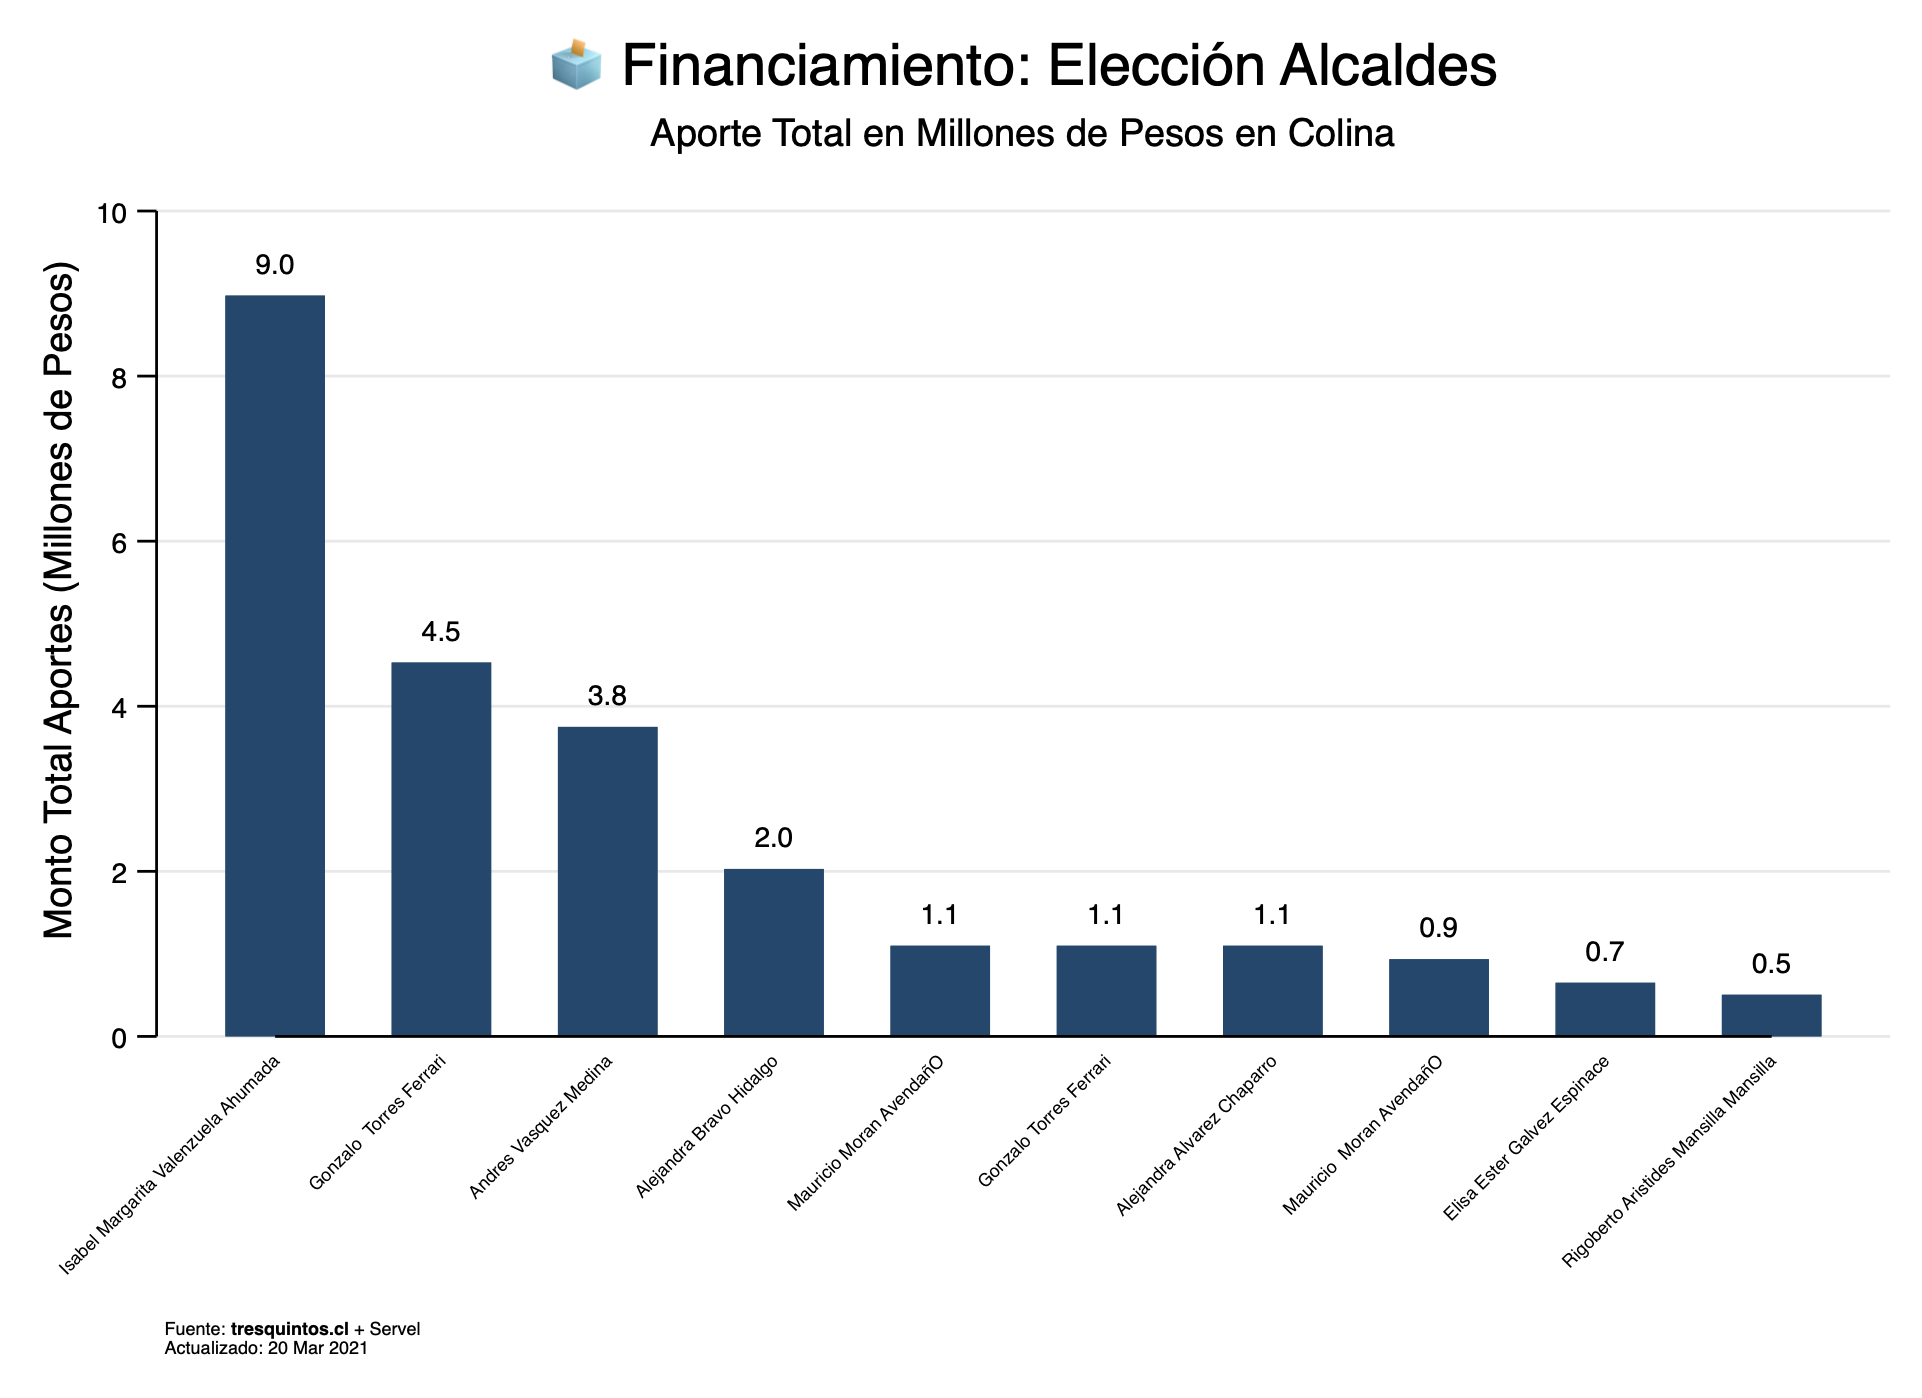 Financiamiento: Elección Alcaldes
Aporte Total en Millones de Pesos en Colina
Monto Total Aportes (Millones de Pesos)
10
8
6
4
2
0
9.0
4.5
3.8
2.0
1.1
1.1
1.1
0.9
0.7
0.5
Isabel Margarita Valenzuela Ahumada
Gonzalo  Torres Ferrari
Andres Vasquez Medina
Alejandra Bravo Hidalgo
Mauricio Moran AvendañO
Gonzalo Torres Ferrari
Alejandra Alvarez Chaparro
Mauricio  Moran AvendañO
Elisa Ester Galvez Espinace
Rigoberto Aristides Mansilla Mansilla
Fuente: tresquintos.cl + Servel
Actualizado: 20 Mar 2021